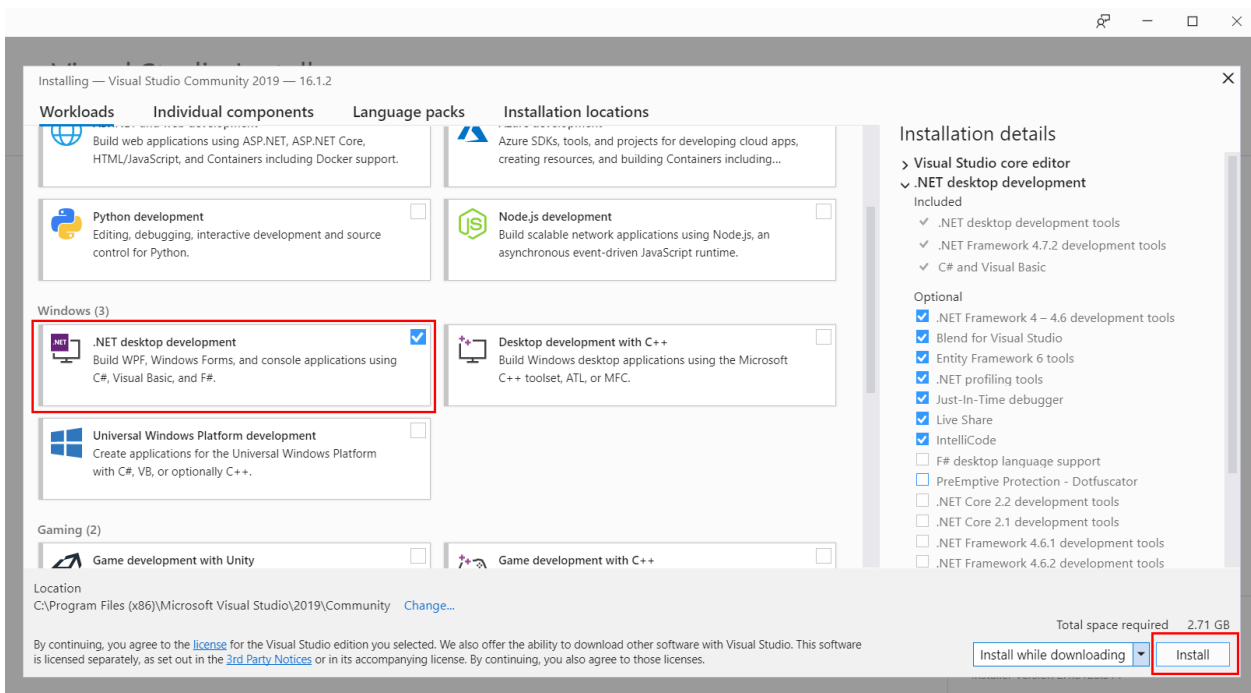 Installing — Visual Studio Community 2019 — 16.1.2
Workloads Individual components Language packs Installation locations
Build web applications using ASP.NET, ASP.NET Core,
HTML/JavaScript, and Containers including Docker support.
Azure SDKs, tools, and projects for developing cloud apps,
creating resources, and building Containers including...
Python development
Editing, debugging, interactive development and source
control for Python.
Node.js development
Build scalable network applications using Node.js, an
asynchronous event-driven JavaScript runtime.
Windows (3)
.NET desktop development
Build WPF, Windows Forms, and console applications using
C#, Visual Basic, and F#.
Desktop development with C++
Build Windows desktop applications using the Microsoft
C++ toolset, ATL, or MFC.
Universal Windows Platform development
Create applications for the Universal Windows Platform
with C#, VB, or optionally C++.
Gaming (2)
Game development with Unity
Game development with C++
Installation details
Visual Studio core editor
.NET desktop development
Included
.NET desktop development tools
.NET Framework 4.7.2 development tools
C# and Visual Basic
Optional
.NET Framework 4 – 4.6 development tools
Blend for Visual Studio
Entity Framework 6 tools
.NET profiling tools
Just-In-Time debugger
Live Share
IntelliCode
F# desktop language support
PreEmptive Protection - Dotfuscator
.NET Core 2.2 development tools
.NET Core 2.1 development tools
.NET Framework 4.6.1 development tools
.NET Framework 4.6.2 development tools
Location
C:\Program Files (x86)\Microsoft Visual Studio\2019\Community Change...
Total space required 2.71 GB
By continuing, you agree to the license for the Visual Studio edition you selected. We also offer the ability to download other software with Visual Studio. This software
is licensed separately, as set out in the 3rd Party Notices or in its accompanying license. By continuing, you also agree to those licenses.
Install while downloading Install